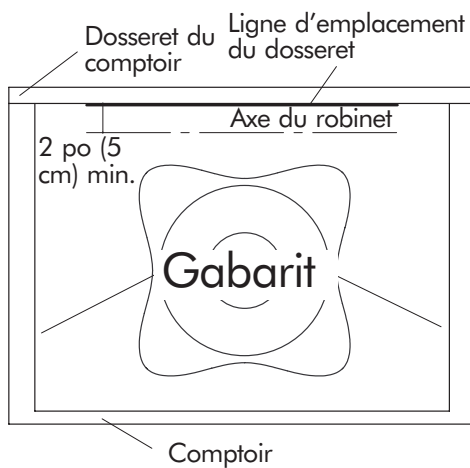 Dosseret du
comptoir
Ligne d’emplacement
du dosseret
Axe du robinet
2 po (5
cm) min.
Gabarit
Comptoir